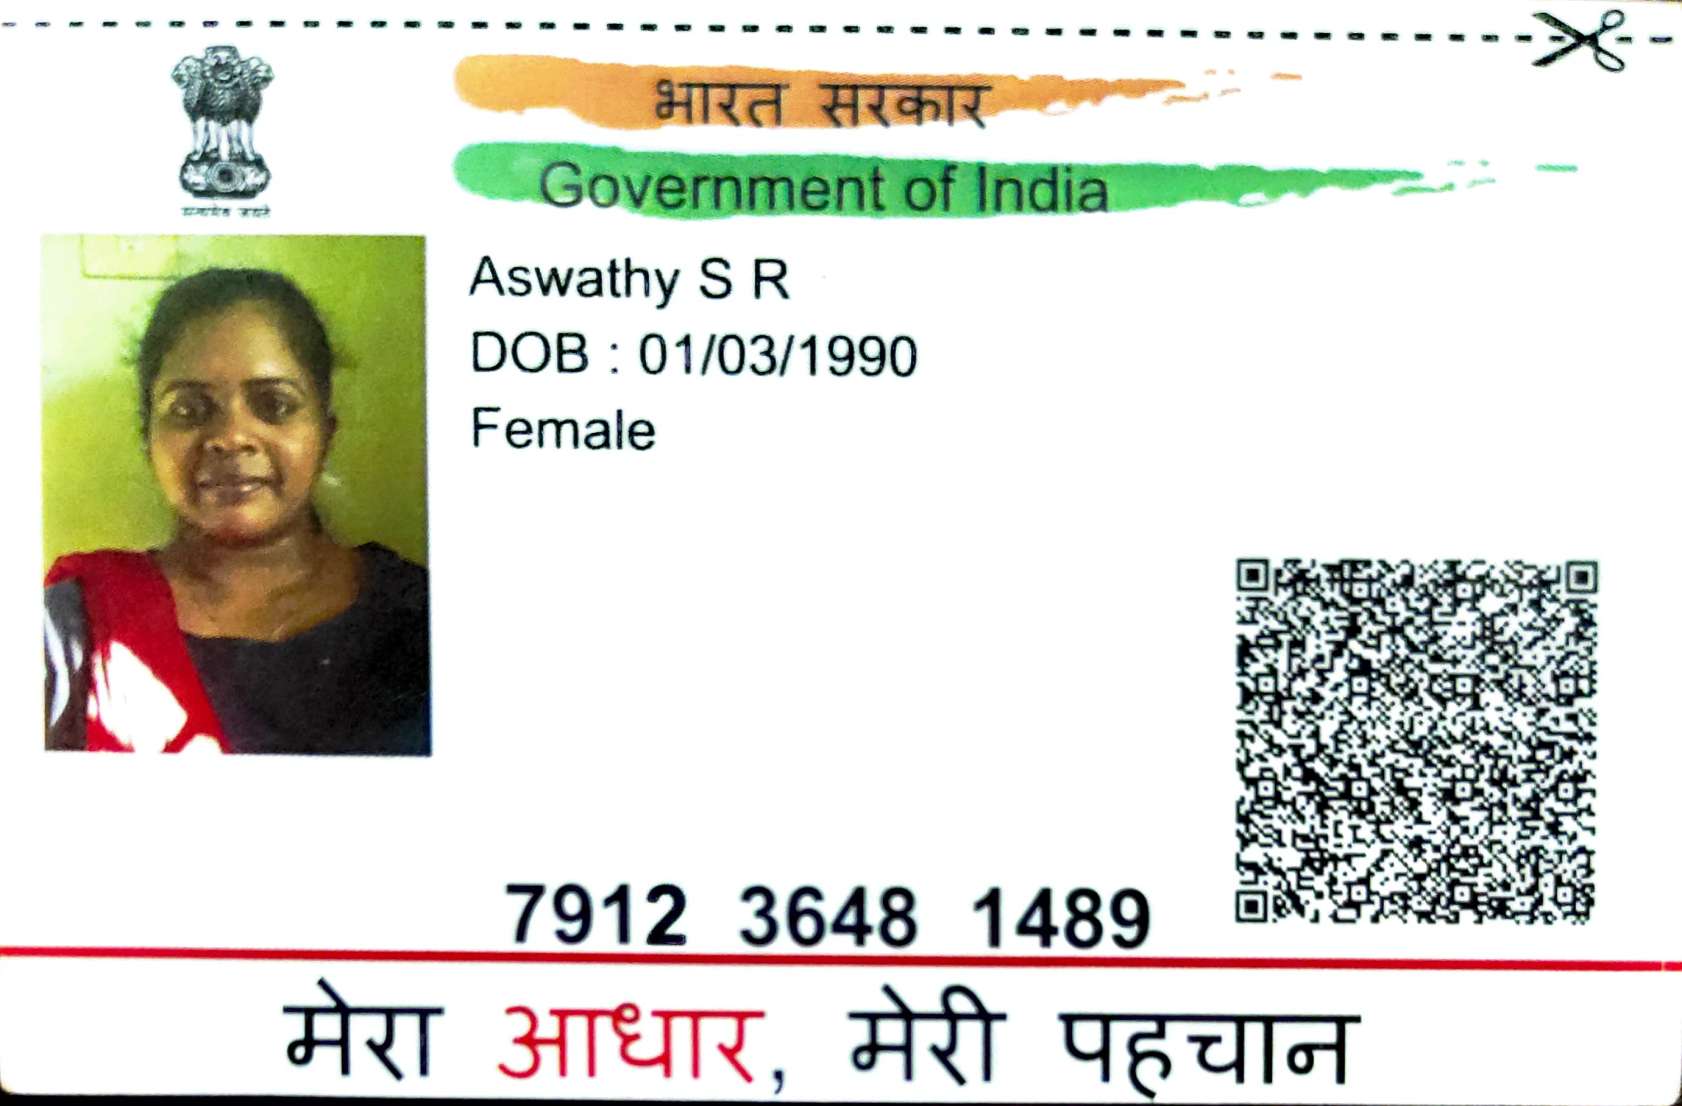 भारत सरकार
Government of India
सत्यमेव जयते
Aswathy S R
DOB : 01/03/1990
Female
7912 3648 1489
मेरा आधार, मेरी पहचान